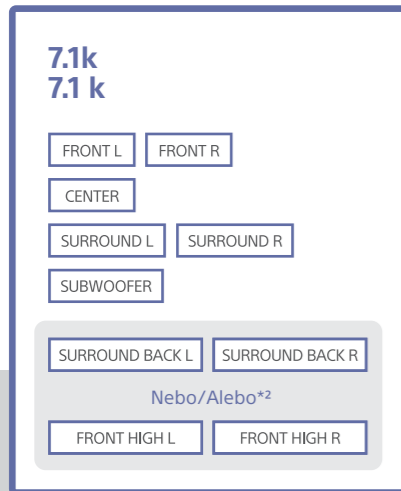 7.1k
7.1 k
FRONT L FRONT R
CENTER
SURROUND L SURROUND R
SUBWOOFER
SURROUND BACK L SURROUND BACK R
Nebo/Alebo*²
FRONT HIGH L FRONT HIGH R